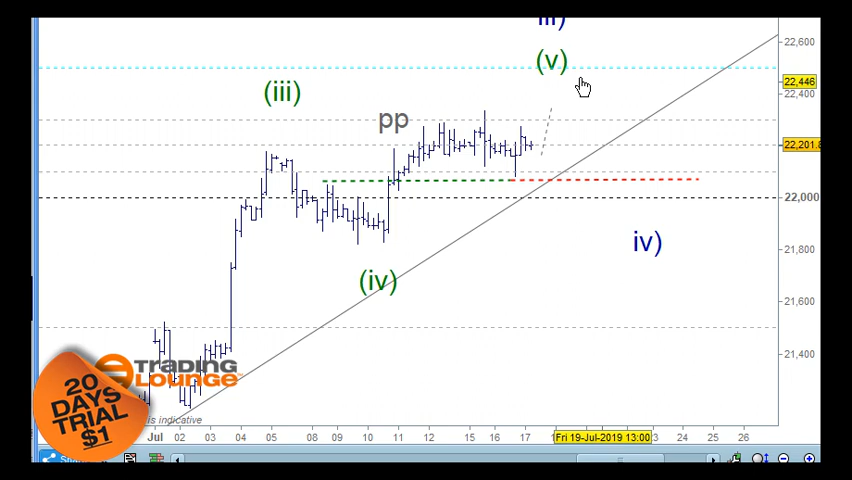 iii)
22,600
(v)
22,446
22,400
(iii)
pp
22,201.8
22,000
iv)
21,800
(iv)
21,600
21,400
TRADING
LOUNGE
20
DAYS
TRIAL
$1
is indicative
Jul 02 03 04 05 08 09 10 11 12 15 16 17 Fri 19-Jul-2019 13:00 23 24 25 26